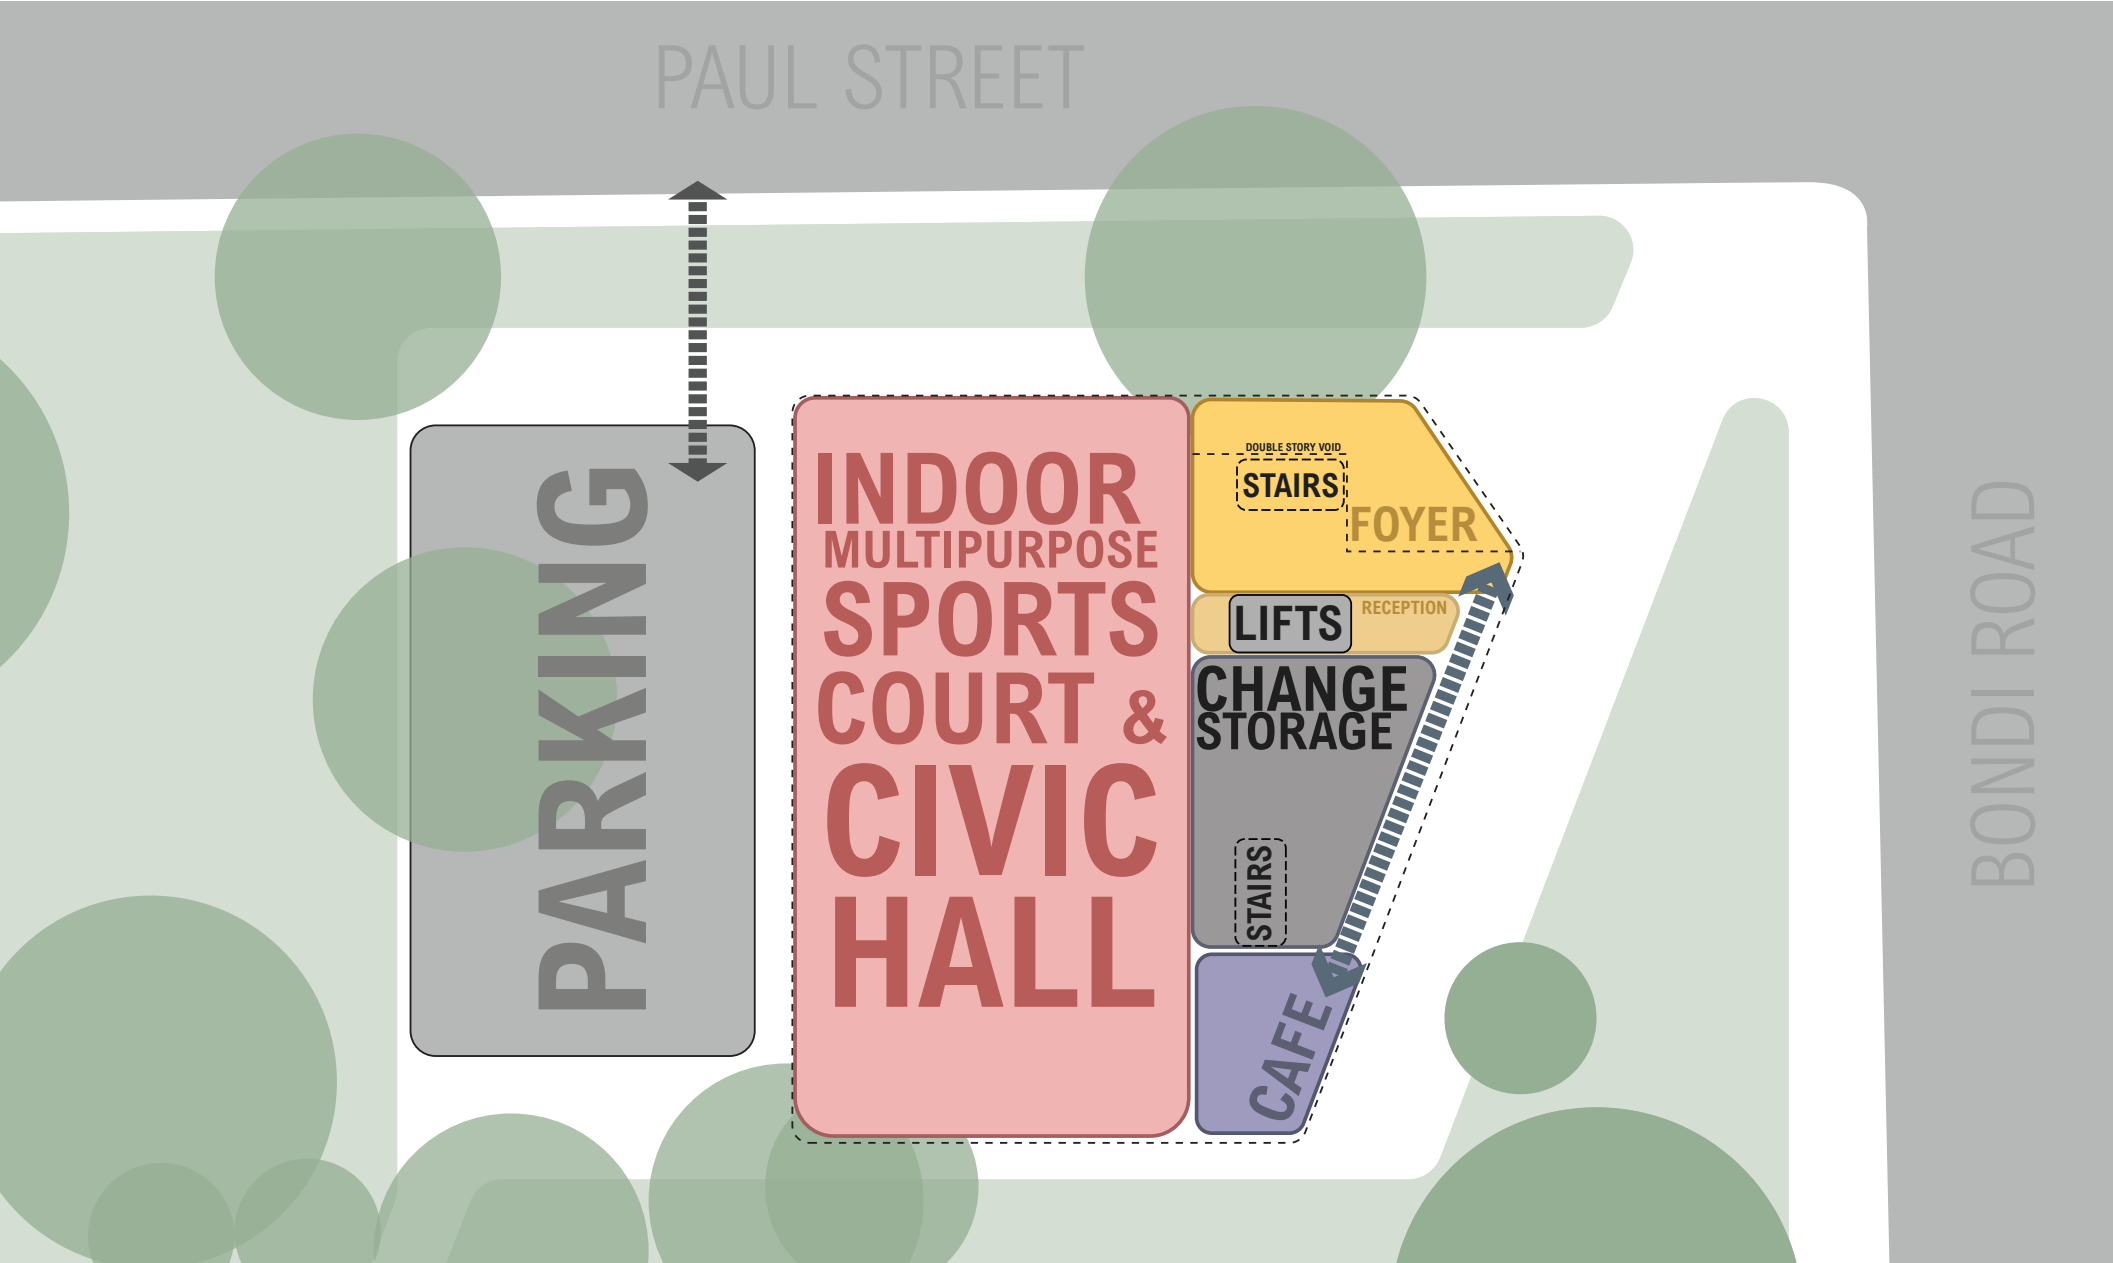 PAUL STREET
PARKING
INDOOR
MULTIPURPOSE
SPORTS
COURT &
CIVIC
HALL
DOUBLE STORY VOID
STAIRS
FOYER
LIFTS
RECEPTION
CHANGE
STORAGE
STAIRS
CAFE
BONDI ROAD